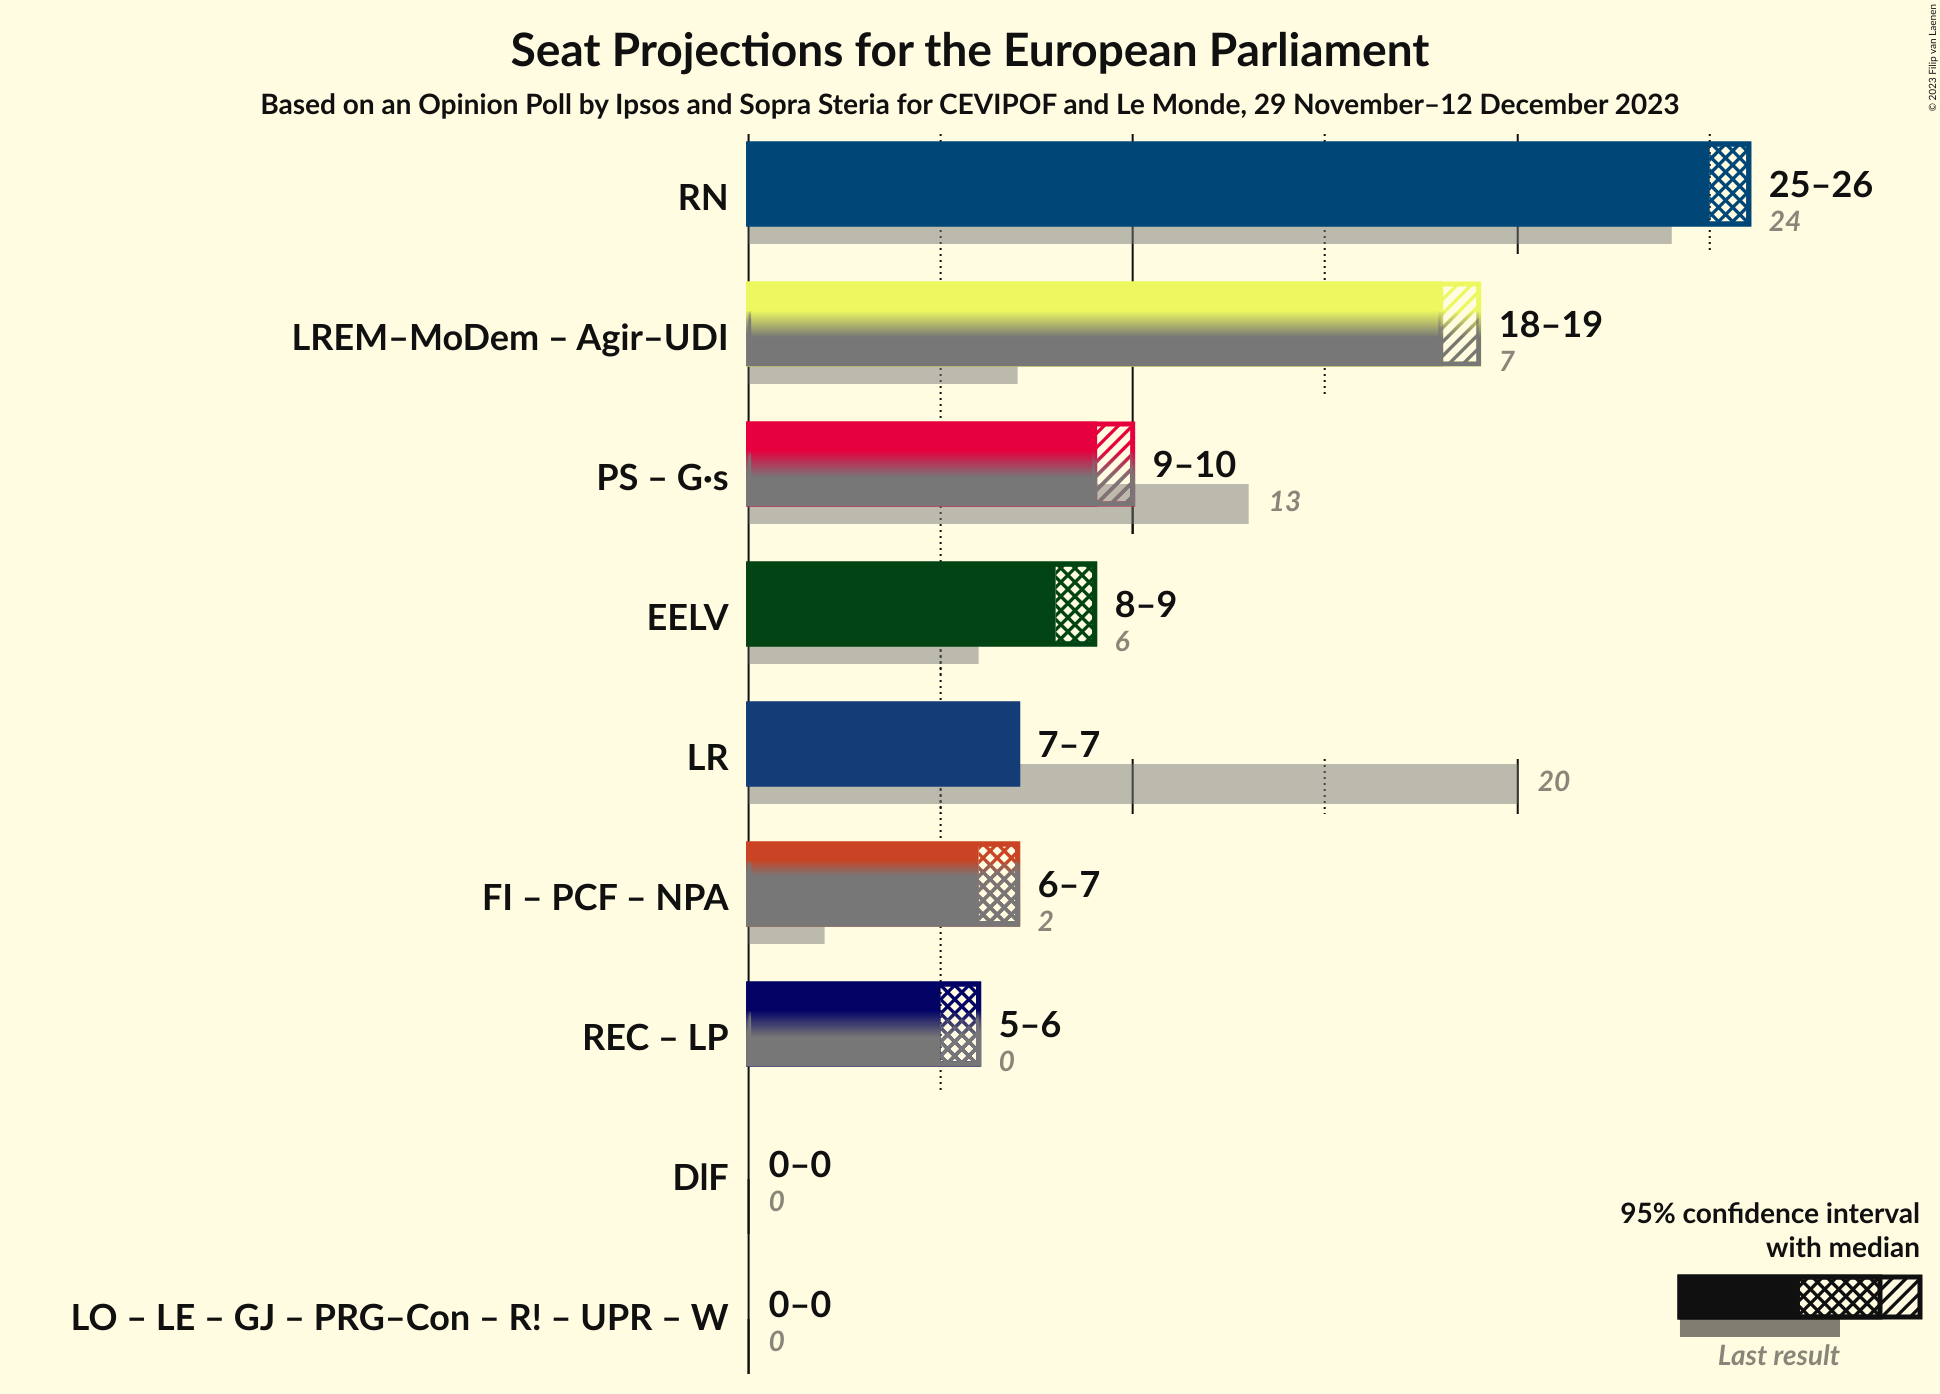 Seat Projections for the European Parliament
Based on an Opinion Poll by Ipsos and Sopra Steria for CEVIPOF and Le Monde, 29 November–12 December 2023
© 2023 Filip van Laenen
RN
25–26
24
LREM–MoDem – Agir–UDI
18–19
7
PS – G·s
9–10
13
EELV
8–9
6
LR
7–7
20
FI – PCF – NPA
6–7
2
REC – LP
5–6
0
DIF
0–0
0
LO – LE – GJ – PRG–Con – R! – UPR – W
0–0
0
95% confidence interval
with median
Last result